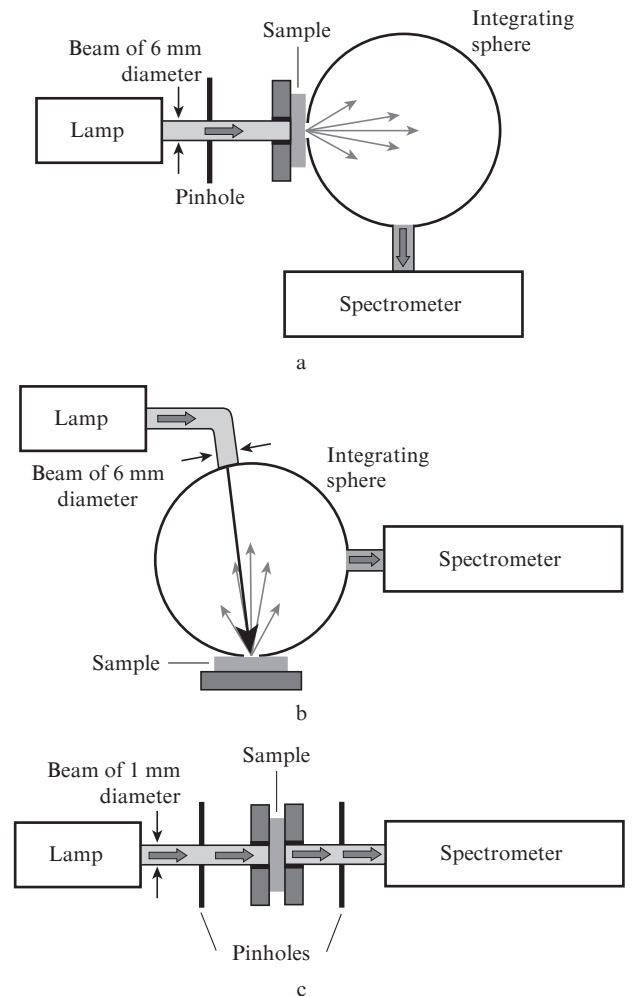 Integrating
sphere
Sample
Beam of 6 mm
diameter
Lamp
Pinhole
Spectrometer
a
Lamp
Integrating
sphere
Beam of 6 mm
diameter
Spectrometer
Sample
b
Sample
Beam of 1 mm
diameter
Lamp
Spectrometer
Pinholes
c